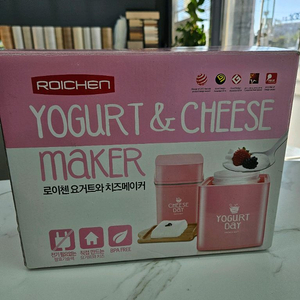 ROICHEN
YOGURT & CHEESE
maker
로이첸 요거트와 치즈메이커
CHEESE
DAY
YOGURT
DAY
BPA FREE